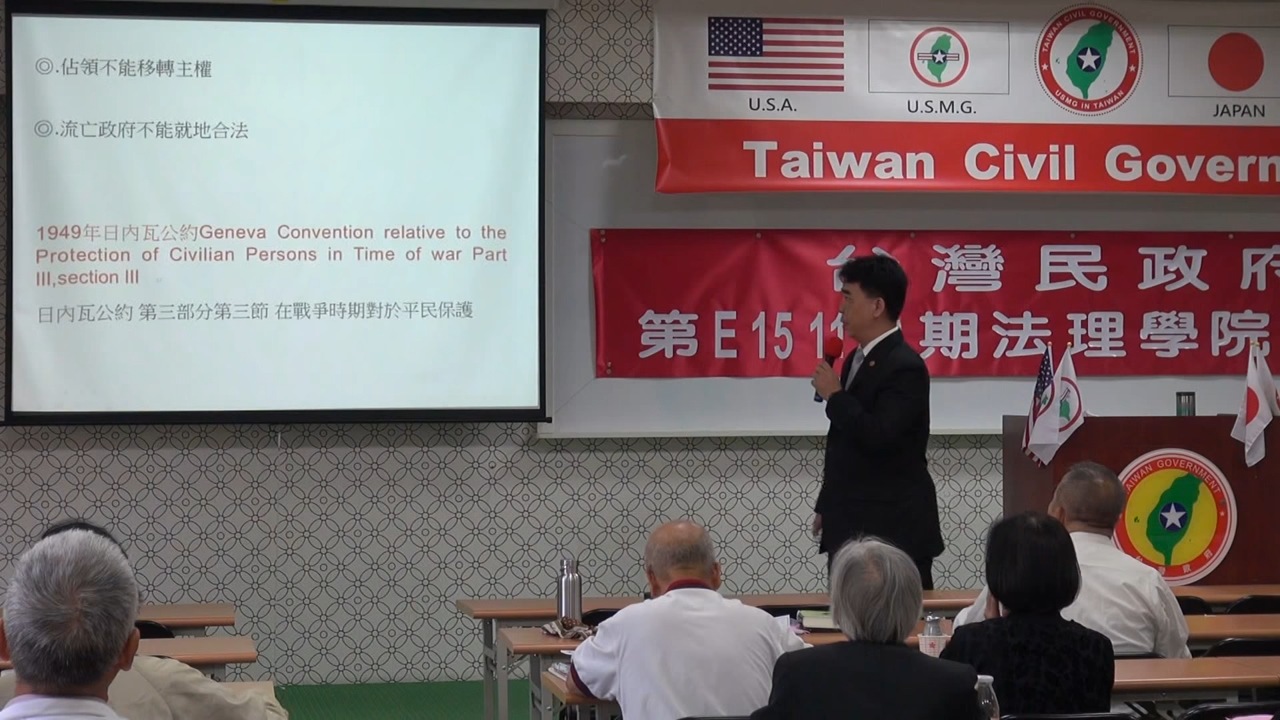 ◎.佔領不能移轉主權
◎.流亡政府不能就地合法
1949年日內瓦公約Geneva Convention relative to the
Protection of Civilian Persons in Time of war Part
III,section III
日內瓦公約 第三部分第三節 在戰爭時期對於平民保護
U.S.A.
U.S.M.G.
TAIWAN CIVIL GOVERNMENT
USMG IN TAIWAN
JAPAN
Taiwan Civil Govern
台灣民政府
第E1511 期法理學院
TAIWAN GOVERNMENT